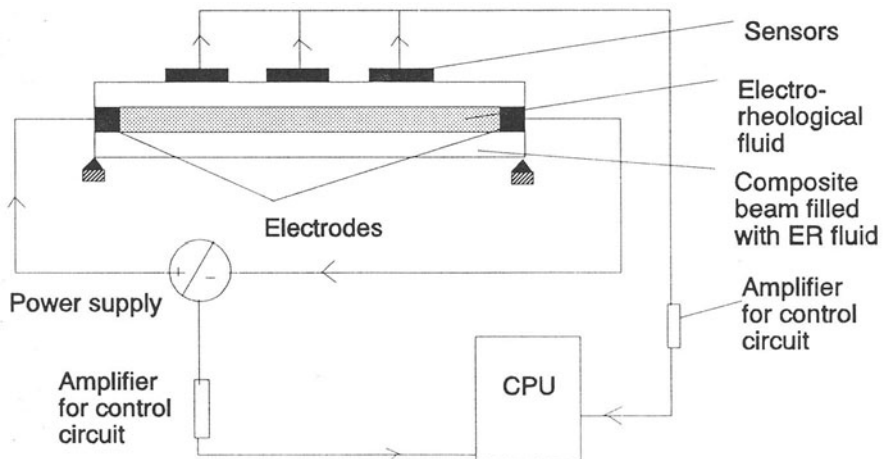 Sensors
Electro-
rheological
fluid
Composite
beam filled
with ER fluid
Electrodes
+ -
Power supply
Amplifier
for control
circuit
CPU
Amplifier
for control
circuit